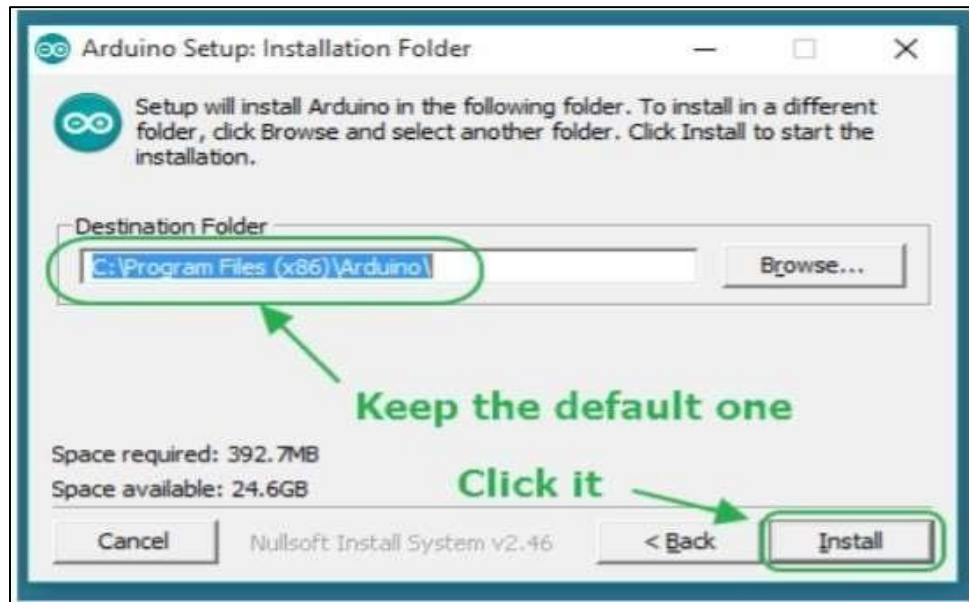 Arduino Setup: Installation Folder
Setup will install Arduino in the following folder. To install in a different
folder, click Browse and select another folder. Click Install to start the
installation.
Destination Folder
C:\Program Files (x86)\Arduino\
Browse...
Keep the default one
Space required: 392.7MB
Space available: 24.6GB
Click it
Cancel
Nullsoft Install System v2.46
< Back
Install